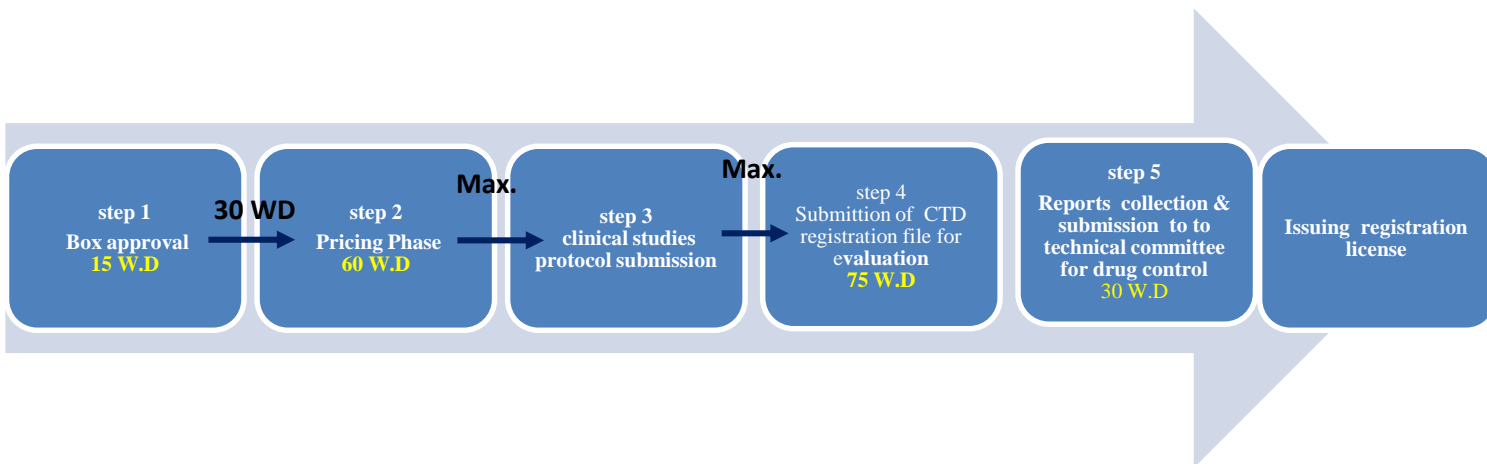 step 1
Box approval
15 W.D
30 WD
step 2
Pricing Phase
60 W.D
Max.
step 3
clinical studies
protocol submission
Max.
step 4
Submittion of CTD
registration file for
evaluation
75 W.D
step 5
Reports collection &
submission to to
technical committee
for drug control
30 W.D
Issuing registration
license